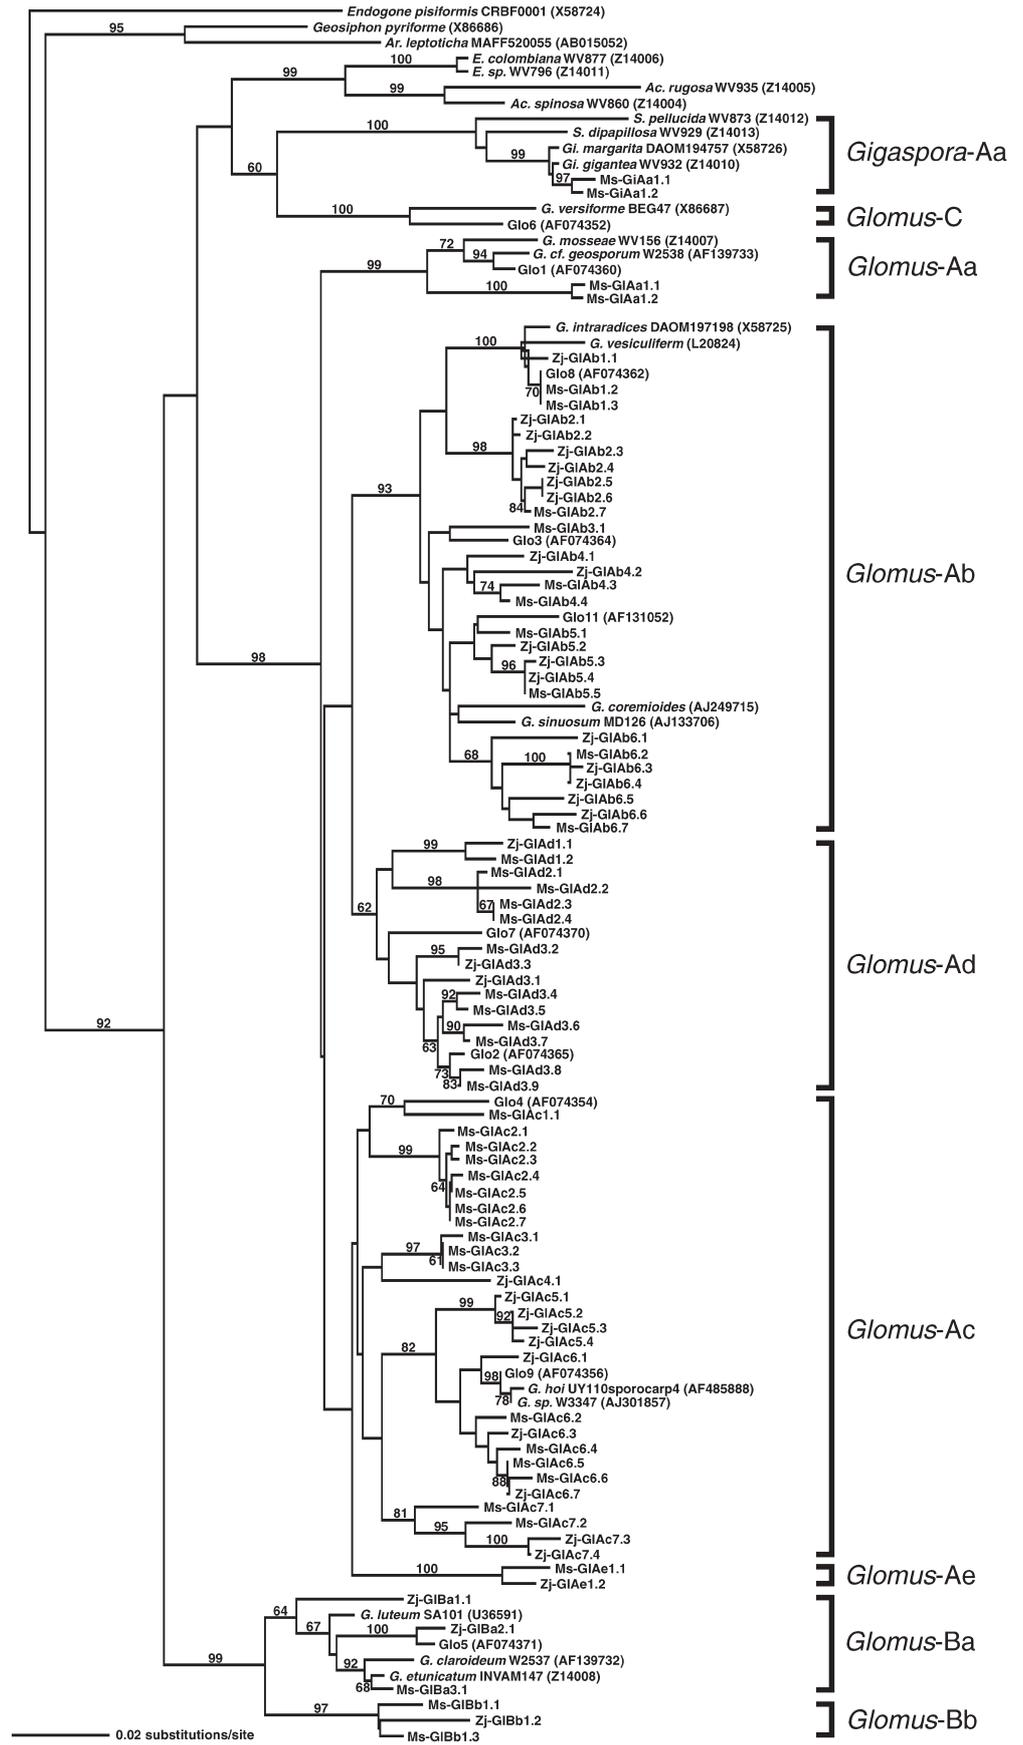 Endogone pisiformis CRBF0001 (X58724)
95
Geosiphon pyriforme (X86686)
Ar. leptoticha MAFF520055 (AB015052)
100
E. colombiana WV877 (Z14006)
E. sp. WV796 (Z14011)
99
99
Ac. rugosa WV935 (Z14005)
Ac. spinosa WV860 (Z14004)
S. pellucida WV873 (Z14012)
100
S. dipapillosa WV929 (Z14013)
Gi. margarita DAOM194757 (X58726)
99
Gigaspora-Aa
Gi. gigantea WV932 (Z14010)
60
97
Ms-GiAa1.1
Ms-GiAa1.2
100
G. versiforme BEG47 (X86687)
Glomus-C
Glo6 (AF074352)
72
G. mosseae WV156 (Z14007)
94
G. cf. geosporum W2538 (AF139733)
99
Glo1 (AF074360)
Glomus-Aa
100
Ms-GlAa1.1
Ms-GlAa1.2
G. intraradices DAOM197198 (X58725)
100
G. vesiculiferm (L20824)
Zj-GlAb1.1
Glo8 (AF074362)
70
Ms-GlAb1.2
Ms-GlAb1.3
Zj-GlAb2.1
Zj-GlAb2.2
98
Zj-GlAb2.3
Zj-GlAb2.4
Zj-GlAb2.5
93
Zj-GlAb2.6
84
Ms-GlAb2.7
Ms-GlAb3.1
Glo3 (AF074364)
Zj-GlAb4.1
Zj-GlAb4.2
Glomus-Ab
74
Ms-GlAb4.3
Ms-GlAb4.4
Glo11 (AF131052)
Ms-GlAb5.1
Zj-GlAb5.2
98
96
Zj-GlAb5.3
Zj-GlAb5.4
Ms-GlAb5.5
G. coremioides (AJ249715)
G. sinuosum MD126 (AJ133706)
Zj-GlAb6.1
68
100
Ms-GlAb6.2
Zj-GlAb6.3
Zj-GlAb6.4
Zj-GlAb6.5
Zj-GlAb6.6
Ms-GlAb6.7
99
Zj-GlAd1.1
Ms-GlAd1.2
Ms-GlAd2.1
98
Ms-GlAd2.2
62
67
Ms-GlAd2.3
Ms-GlAd2.4
Glo7 (AF074370)
95
Ms-GlAd3.2
Zj-GlAd3.3
Glomus-Ad
Zj-GlAd3.1
92
Ms-GlAd3.4
Ms-GlAd3.5
92
90
Ms-GlAd3.6
Ms-GlAd3.7
63
Glo2 (AF074365)
73
Ms-GlAd3.8
83
Ms-GlAd3.9
70
Glo4 (AF074354)
Ms-GlAc1.1
Ms-GlAc2.1
99
Ms-GlAc2.2
Ms-GlAc2.3
Ms-GlAc2.4
64
Ms-GlAc2.5
Ms-GlAc2.6
Ms-GlAc2.7
Ms-GlAc3.1
97
Ms-GlAc3.2
61
Ms-GlAc3.3
Zj-GlAc4.1
99
Zj-GlAc5.1
92
Zj-GlAc5.2
Zj-GlAc5.3
Glomus-Ac
82
Zj-GlAc5.4
Zj-GlAc6.1
98
Glo9 (AF074356)
G. hoi UY110sporocarp4 (AF485888)
78
G. sp. W3347 (AJ301857)
Ms-GlAc6.2
Zj-GlAc6.3
Ms-GlAc6.4
Ms-GlAc6.5
88
Ms-GlAc6.6
Zj-GlAc6.7
81
Ms-GlAc7.1
95
Ms-GlAc7.2
100
Zj-GlAc7.3
Zj-GlAc7.4
100
Ms-GlAe1.1
Glomus-Ae
Zj-GlAe1.2
64
Zj-GlBa1.1
G. luteum SA101 (U36591)
67
100
Zj-GlBa2.1
Glo5 (AF074371)
Glomus-Ba
99
92
G. claroideum W2537 (AF139732)
G. etunicatum INVAM147 (Z14008)
68
Ms-GlBa3.1
97
Ms-GlBb1.1
Zj-GlBb1.2
Glomus-Bb
Ms-GlBb1.3
0.02 substitutions/site